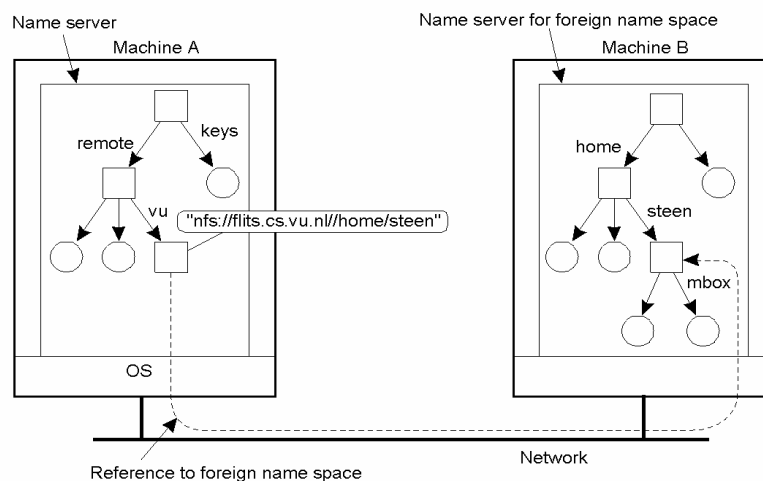 Name server
Name server for foreign name space
Machine A
Machine B
keys
remote
home
vu
steen
"nfs://flits.cs.vu.nl//home/steen"
mbox
OS
Network
Reference to foreign name space